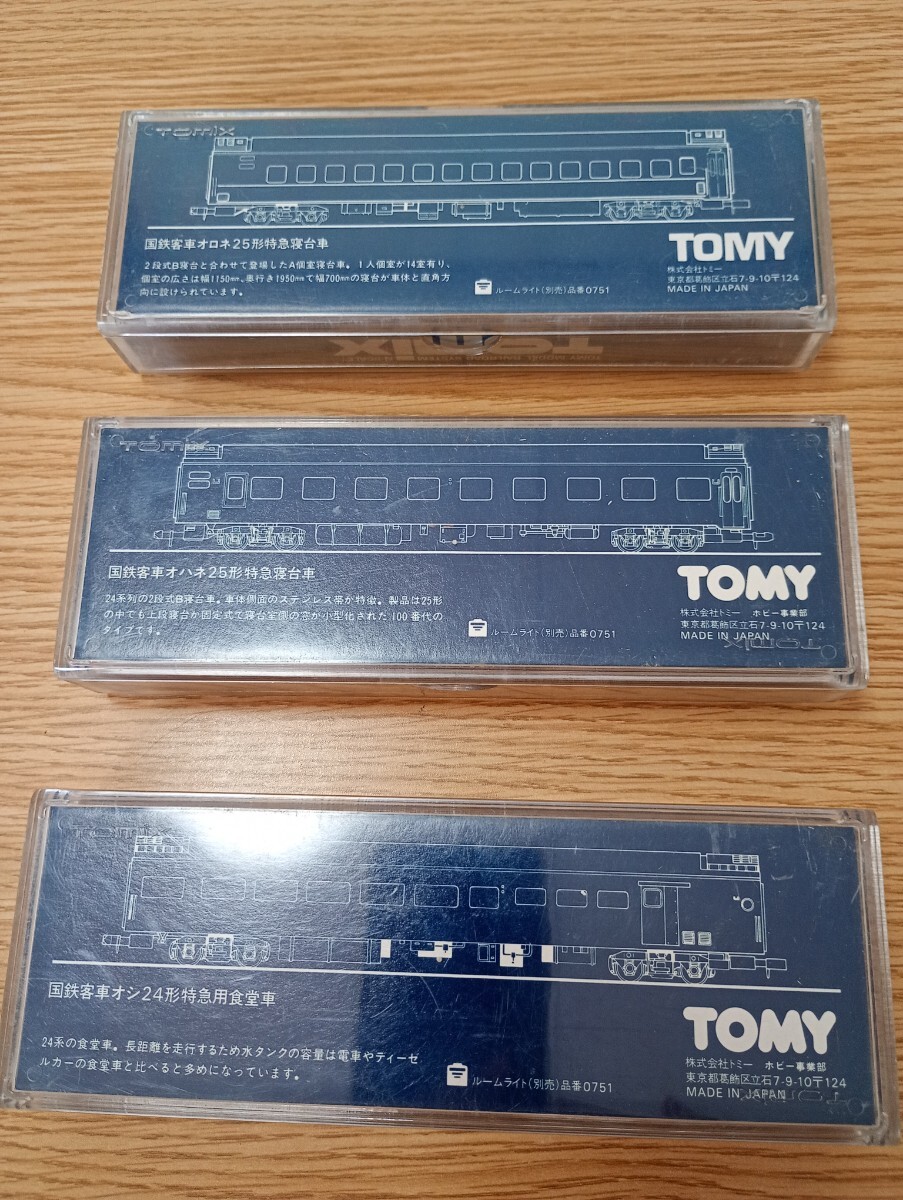 TOMIX
国鉄客車オロネ25形特急寝台車
2段式B寝台と合わせて登場したA個室寝台車。1人個室が14室有り、
個室の広さは幅1150mm、奥行き1950mmで幅700mmの寝台が車体と直角方
向に設けられています。
ルームライト(別売)品番0751
TOMY
株式会社トミー
東京都葛飾区立石7-9-10〒124
MADE IN JAPAN
TOMIX
TOMIX
国鉄客車オハネ25形特急寝台車
24系列の2段式B寝台車。車体側面のステンレス帯が特徴。製品は25形
の中でも上段寝台が固定式で寝台室側の窓が小型化された100番代の
タイプです。
ルームライト(別売)品番0751
TOMY
株式会社トミー ホビー事業部
東京都葛飾区立石7-9-10〒124
MADE IN JAPAN
TOMIX
TOMIX
国鉄客車オシ24形特急用食堂車
24系の食堂車。長距離を走行するため水タンクの容量は電車やディーゼ
ルカーの食堂車と比べると多めになっています。
ルームライト(別売)品番0751
TOMY
株式会社トミー ホビー事業部
東京都葛飾区立石7-9-10〒124
MADE IN JAPAN
TOMIX